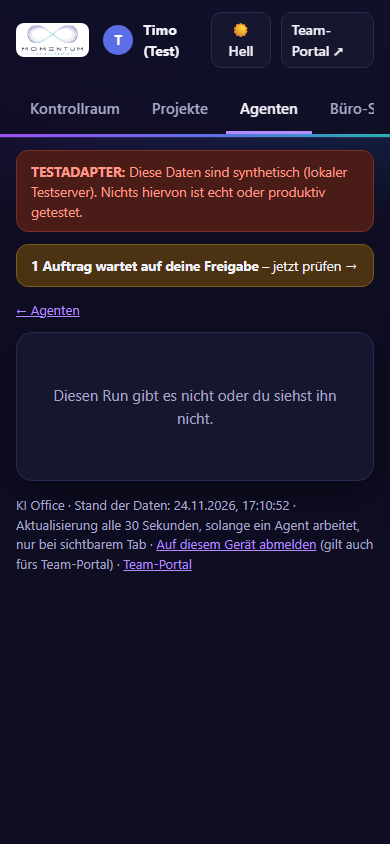 MOMENTUM
T
Timo
(Test)
Hell
Team-
Portal ↗
Kontrollraum
Projekte
Agenten
Büro-S
TESTADAPTER: Diese Daten sind synthetisch (lokaler
Testserver). Nichts hiervon ist echt oder produktiv
getestet.
1 Auftrag wartet auf deine Freigabe – jetzt prüfen →
← Agenten
Diesen Run gibt es nicht oder du siehst ihn
nicht.
KI Office · Stand der Daten: 24.11.2026, 17:10:52 ·
Aktualisierung alle 30 Sekunden, solange ein Agent arbeitet,
nur bei sichtbarem Tab · Auf diesem Gerät abmelden (gilt auch
fürs Team-Portal) · Team-Portal